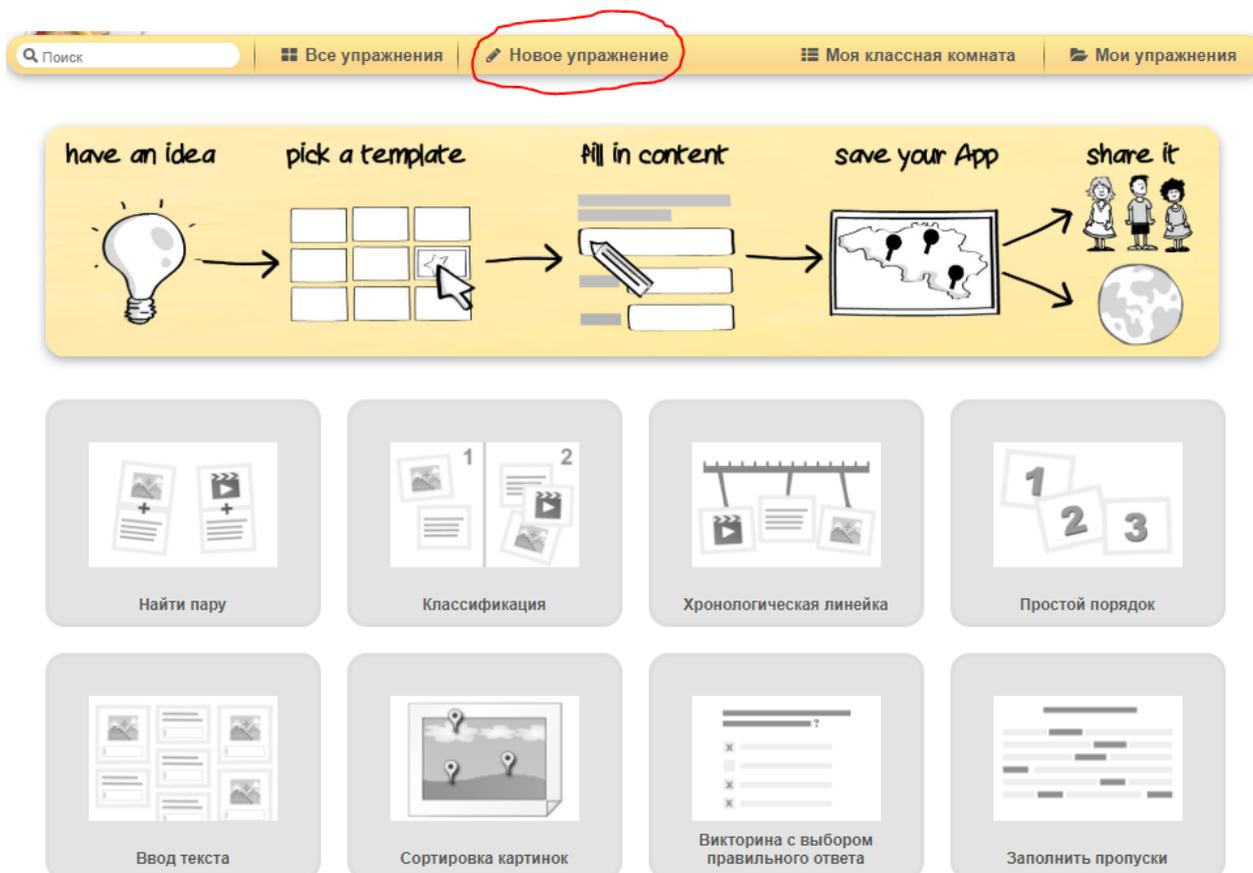 Поиск
Все упражнения
Новое упражнение
Моя классная комната
Мои упражнения
have an idea
pick a template
fill in content
save your App
share it
1
2
1
2
3
Найти пару
Классификация
Хронологическая линейка
Простой порядок
?
x
x
x
Ввод текста
Сортировка картинок
Викторина с выбором
правильного ответа
Заполнить пропуски